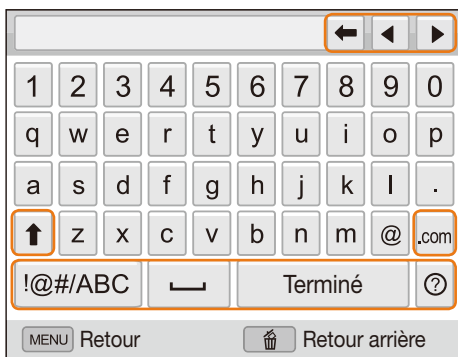 1 2 3 4 5 6 7 8 9 0
q w e r t y u i o p
a s d f g h j k l .
z x c v b n m @ .com
!@#/ABC Terminé ?
MENU Retour Retour arrière